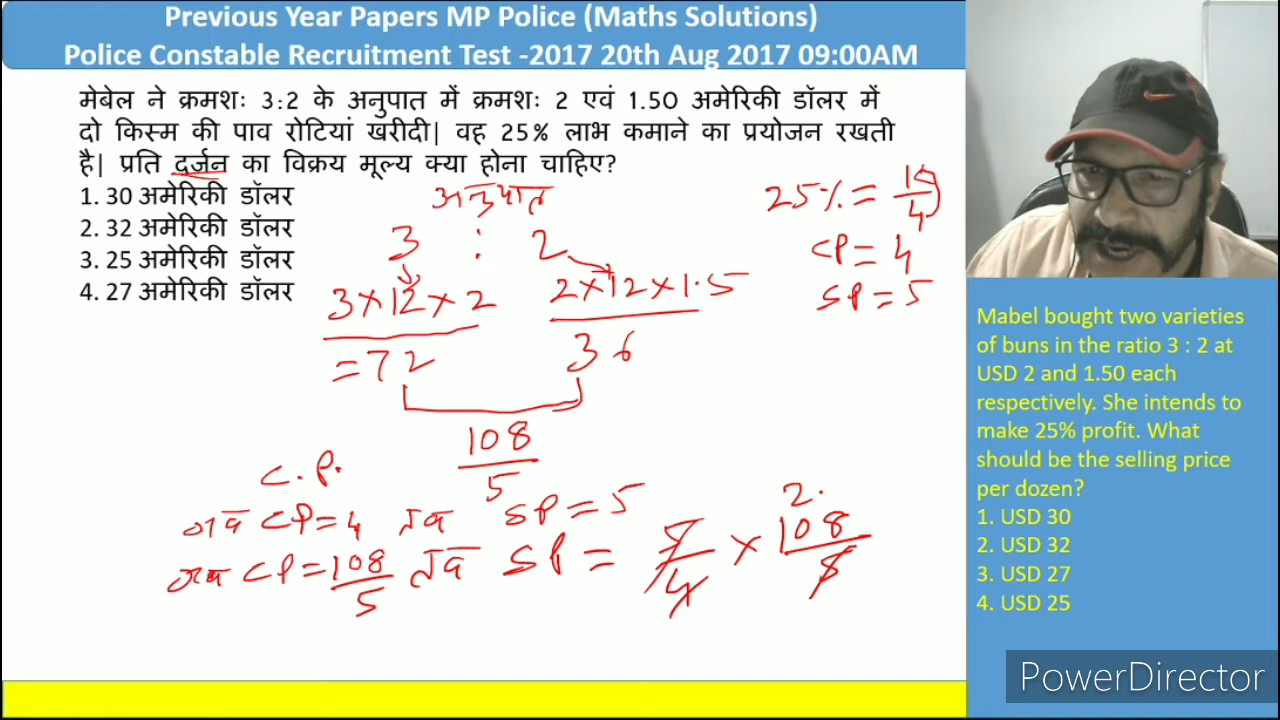 Previous Year Papers MP Police (Maths Solutions)
Police Constable Recruitment Test -2017 20th Aug 2017 09:00AM
मेबेल ने क्रमशः 3:2 के अनुपात में क्रमशः 2 एवं 1.50 अमेरिकी डॉलर में
दो किस्म की पाव रोटियां खरीदी| वह 25% लाभ कमाने का प्रयोजन रखती
है| प्रति दर्जन का विक्रय मूल्य क्या होना चाहिए?
1. 30 अमेरिकी डॉलर
2. 32 अमेरिकी डॉलर
3. 25 अमेरिकी डॉलर
4. 27 अमेरिकी डॉलर
अनुपात
3 : 2
3×12×2 2×12×1.5
=72 36
108
5
25% =
4
CP = 4
SP = 5
C.P.
जब CP=4 तब SP = 5
जब CP=108/5 तब SP = 5/4 × 108/5
2
Mabel bought two varieties
of buns in the ratio 3 : 2 at
USD 2 and 1.50 each
respectively. She intends to
make 25% profit. What
should be the selling price
per dozen?
1. USD 30
2. USD 32
3. USD 27
4. USD 25
PowerDirector